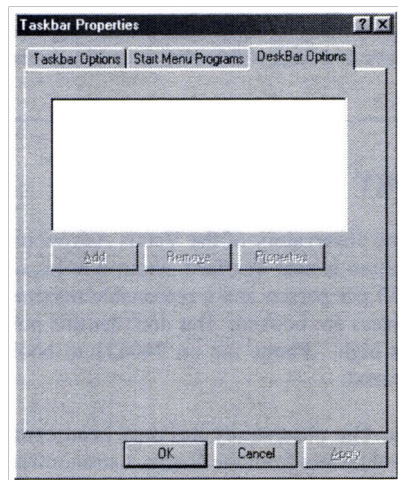 Taskbar Properties
Taskbar Options
Start Menu Programs
DeskBar Options
Add
Remove
Properties
OK
Cancel
Apply